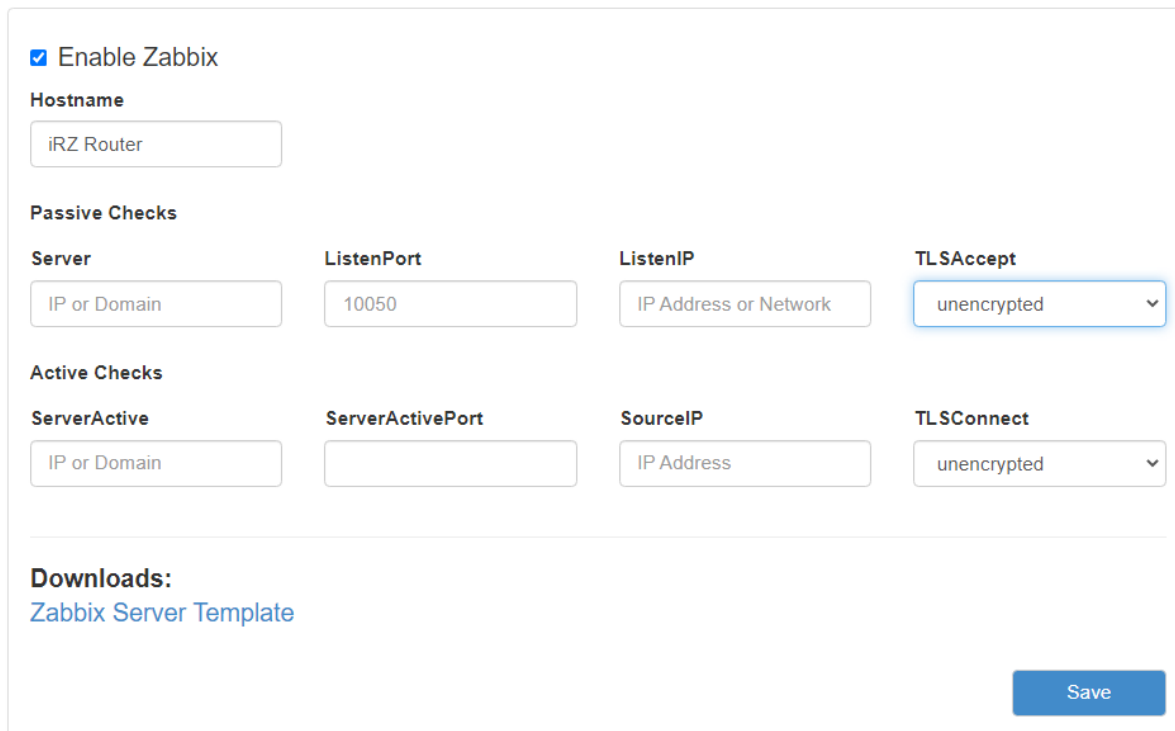 Enable Zabbix
Hostname
iRZ Router
Passive Checks
Server ListenPort ListenIP TLSAccept
IP or Domain 10050 IP Address or Network unencrypted
Active Checks
ServerActive ServerActivePort SourceIP TLSConnect
IP or Domain IP Address unencrypted
Downloads:
Zabbix Server Template
Save